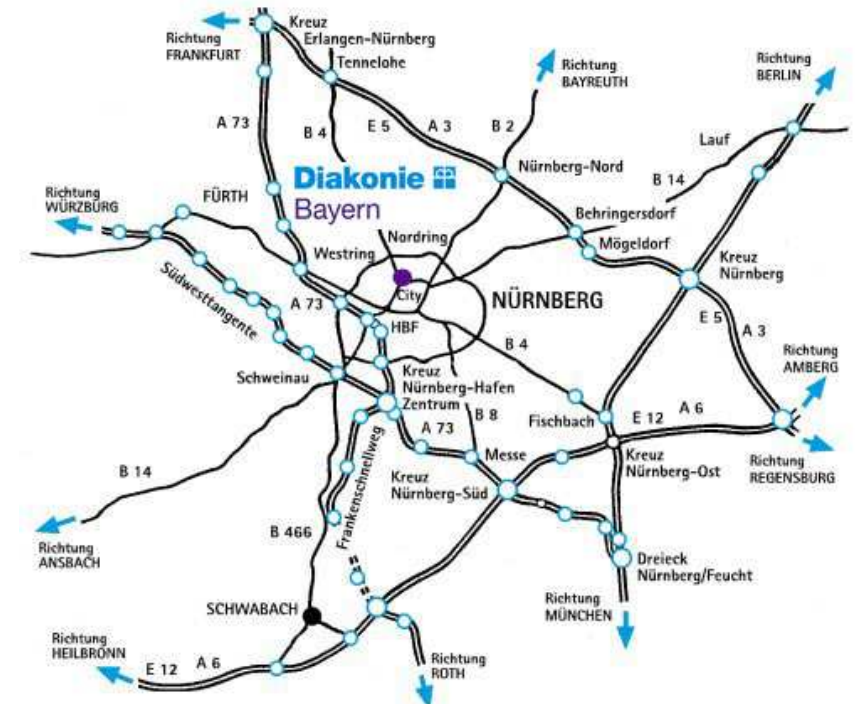 Kreuz
Erlangen-Nürnberg
Tennelohe
Richtung
FRANKFURT
Richtung
BAYREUTH
Richtung
BERLIN
A 73
B 4
E 5
A 3
B 2
Lauf
Nürnberg-Nord
B 14
Diakonie
Bayern
Richtung
WÜRZBURG
FÜRTH
Behringersdorf
Mögeldorf
Nordring
Westring
Kreuz
Nürnberg
City
NÜRNBERG
Südwesttangente
A 73
HBF
E 5
A 3
B 4
Richtung
AMBERG
Schweinau
Kreuz
Nürnberg-Hafen
Zentrum
B 8
Fischbach
E 12
A 6
A 73
Messe
Kreuz
Nürnberg-Ost
Richtung
REGENSBURG
B 14
Kreuz
Nürnberg-Süd
Frankenschnellweg
B 466
Richtung
ANSBACH
Dreieck
Nürnberg/Feucht
Richtung
MÜNCHEN
SCHWABACH
Richtung
HEILBRONN
E 12
A 6
Richtung
ROTH